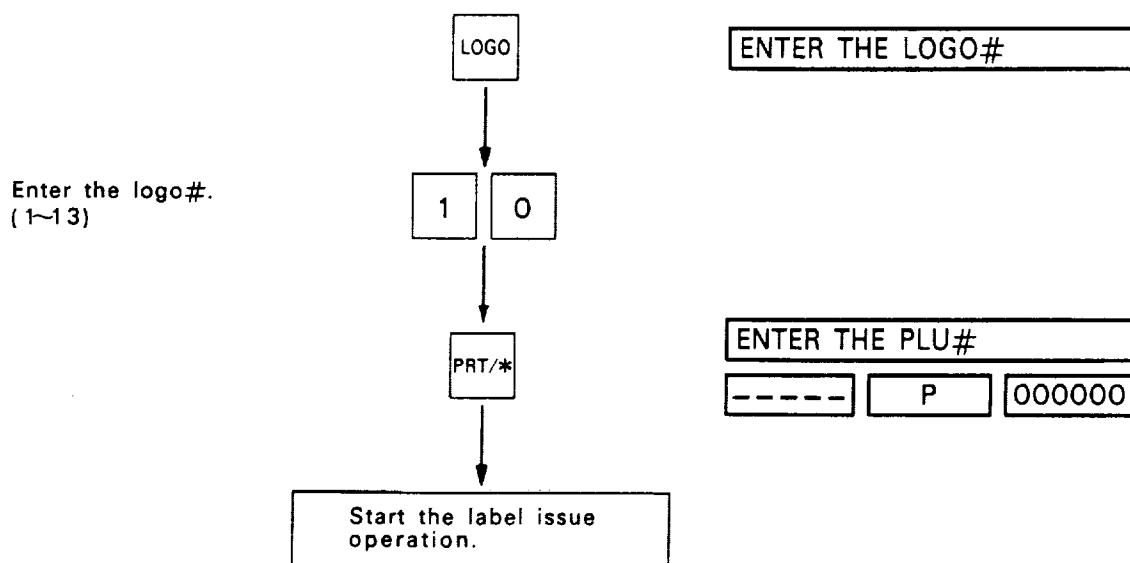 LOGO
ENTER THE LOGO#
Enter the logo#.
(1~13)
1 0
PRT/*
ENTER THE PLU#
----- P 000000
Start the label issue
operation.